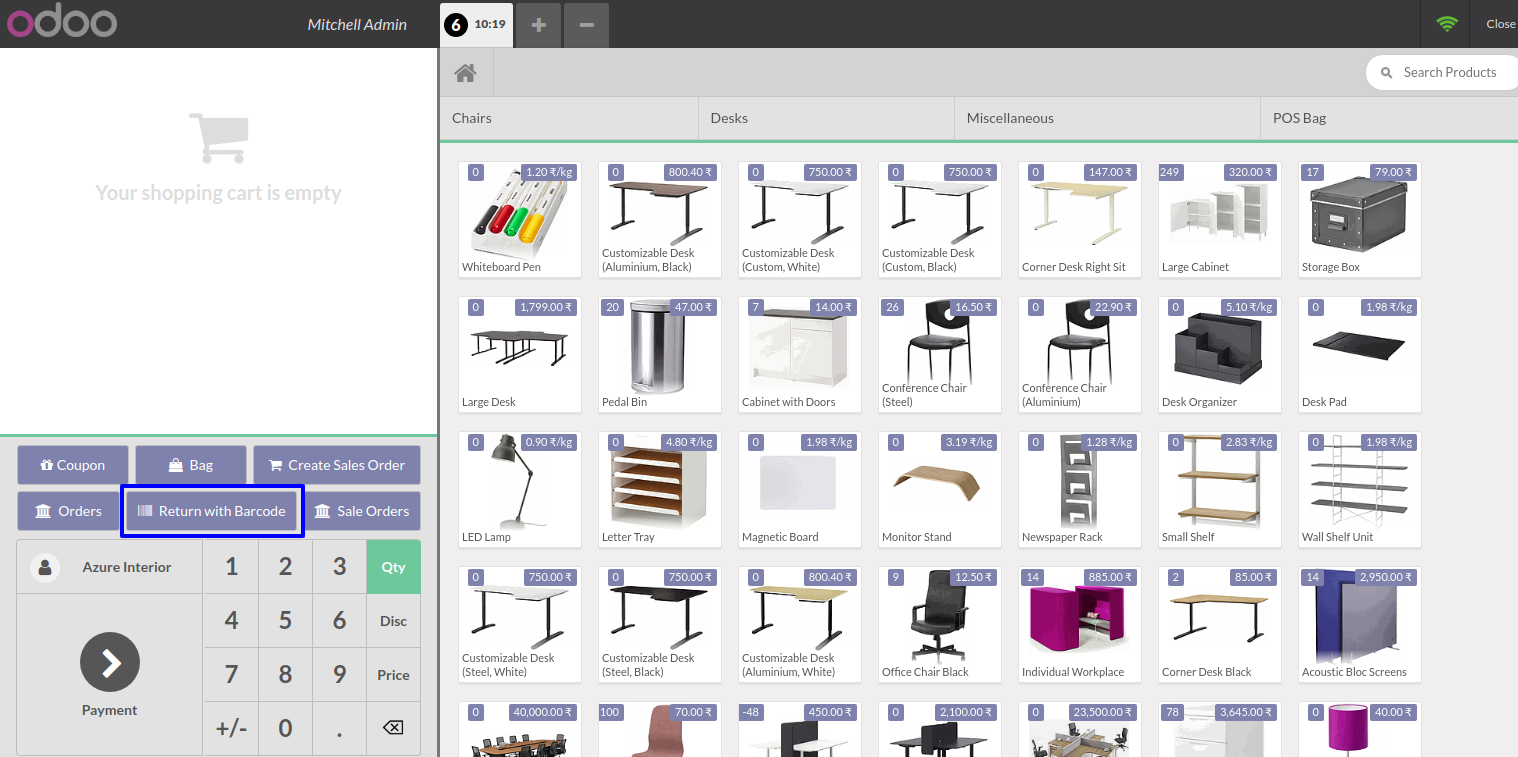 odoo
Mitchell Admin
6 10:19
Close
Search Products
Chairs
Desks
Miscellaneous
POS Bag
Your shopping cart is empty
0 1.20 ₹/kg
Whiteboard Pen
0 800.40 ₹
Customizable Desk
(Aluminium, Black)
0 750.00 ₹
Customizable Desk
(Custom, White)
0 750.00 ₹
Customizable Desk
(Custom, Black)
0 147.00 ₹
Corner Desk Right Sit
249 320.00 ₹
Large Cabinet
17 79.00 ₹
Storage Box
0 1,799.00 ₹
Large Desk
20 47.00 ₹
Pedal Bin
7 14.00 ₹
Cabinet with Doors
26 16.50 ₹
Conference Chair
(Steel)
0 22.90 ₹
Conference Chair
(Aluminium)
0 5.10 ₹/kg
Desk Organizer
0 1.98 ₹/kg
Desk Pad
0 0.90 ₹/kg
LED Lamp
0 4.80 ₹/kg
Letter Tray
0 1.98 ₹/kg
Magnetic Board
0 3.19 ₹/kg
Monitor Stand
0 1.28 ₹/kg
Newspaper Rack
0 2.83 ₹/kg
Small Shelf
0 1.98 ₹/kg
Wall Shelf Unit
0 750.00 ₹
Customizable Desk
(Steel, White)
0 750.00 ₹
Customizable Desk
(Steel, Black)
0 800.40 ₹
Customizable Desk
(Aluminium, White)
9 12.50 ₹
Office Chair Black
14 885.00 ₹
Individual Workplace
2 85.00 ₹
Corner Desk Black
14 2,950.00 ₹
Acoustic Bloc Screens
0 40,000.00 ₹
100 70.00 ₹
-48 450.00 ₹
0 2,100.00 ₹
0 23,500.00 ₹
78 3,645.00 ₹
0 40.00 ₹
Coupon
Bag
Create Sales Order
Orders
Return with Barcode
Sale Orders
Azure Interior
Payment
1 2 3 Qty
4 5 6 Disc
7 8 9 Price
+/- 0 .